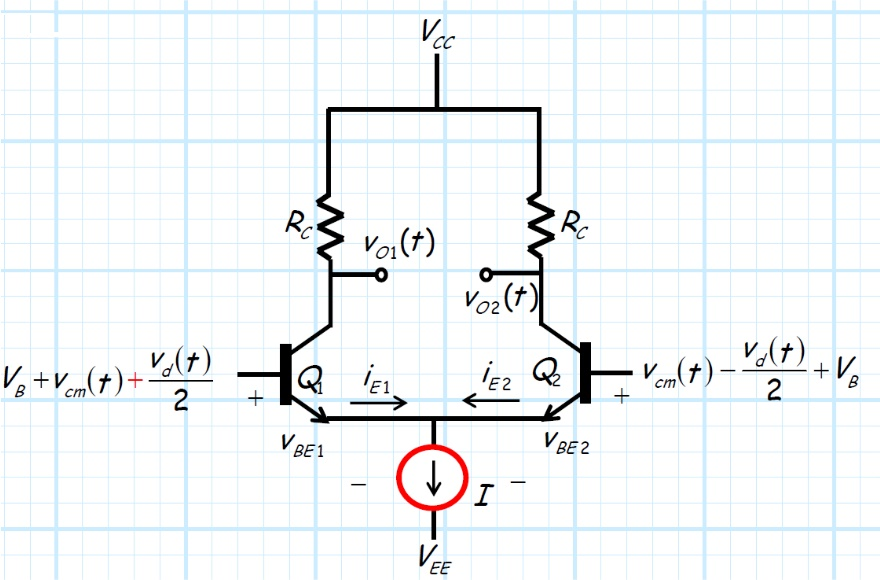 V_CC
R_C
R_C
v_O1(t)
v_O2(t)
V_B + v_cm(t) + v_d(t)/2
Q_1
i_E1
i_E2
Q_2
v_cm(t) − v_d(t)/2 + V_B
+
+
v_BE1
v_BE2
−
I
−
V_EE